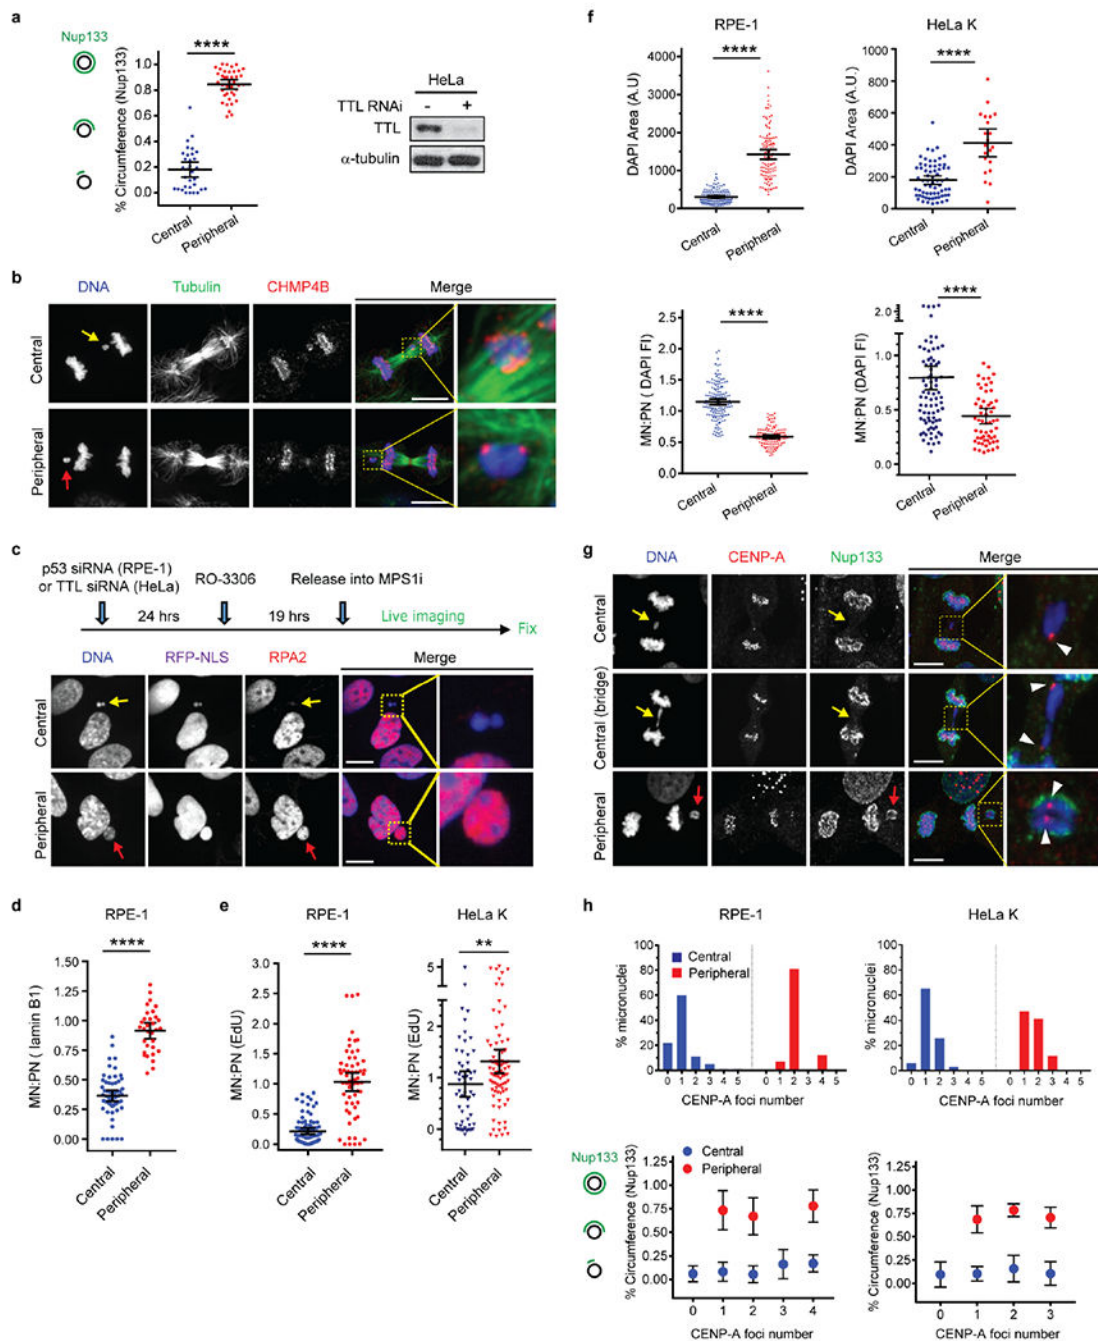 a
Nup133
% Circumference (Nup133)
1.0
0.8
0.6
0.4
0.2
0.0
****
Central
Peripheral
HeLa
TTL RNAi - +
TTL
α-tubulin
b
DNA Tubulin CHMP4B Merge
Central
Peripheral
c
p53 siRNA (RPE-1)
or TTL siRNA (HeLa)
RO-3306
Release into MPS1i
24 hrs
19 hrs
Live imaging
Fix
DNA RFP-NLS RPA2 Merge
Central
Peripheral
d
RPE-1
****
MN:PN ( lamin B1)
1.50
1.25
1.00
0.75
0.50
0.25
0.00
Central
Peripheral
e
RPE-1
****
MN:PN (EdU)
3.0
2.5
2.0
1.5
1.0
0.5
0.0
Central
Peripheral
HeLa K
**
MN:PN (EdU)
5
2
1
0
Central
Peripheral
f
RPE-1
****
DAPI Area (A.U)
4000
3000
2000
1000
0
Central
Peripheral
HeLa K
****
DAPI Area (A.U.)
1000
800
600
400
200
0
Central
Peripheral
****
MN:PN ( DAPI FI)
2.5
2.0
1.5
1.0
0.5
0.0
Central
Peripheral
****
MN:PN (DAPI FI)
2.0
1.0
0.5
0.0
Central
Peripheral
g
DNA CENP-A Nup133 Merge
Central
Central (bridge)
Peripheral
h
RPE-1
% micronuclei
100
80
60
40
20
0
Central
Peripheral
0 1 2 3 4 5 0 1 2 3 4 5
CENP-A foci number
HeLa K
% micronuclei
100
80
60
40
20
0
0 1 2 3 4 5 0 1 2 3 4 5
CENP-A foci number
Nup133
% Circumference (Nup133)
1.25
1.00
0.75
0.50
0.25
0.00
Central
Peripheral
0 1 2 3 4
CENP-A foci number
% Circumference (Nup133)
1.25
1.00
0.75
0.50
0.25
0.00
0 1 2 3
CENP-A foci number